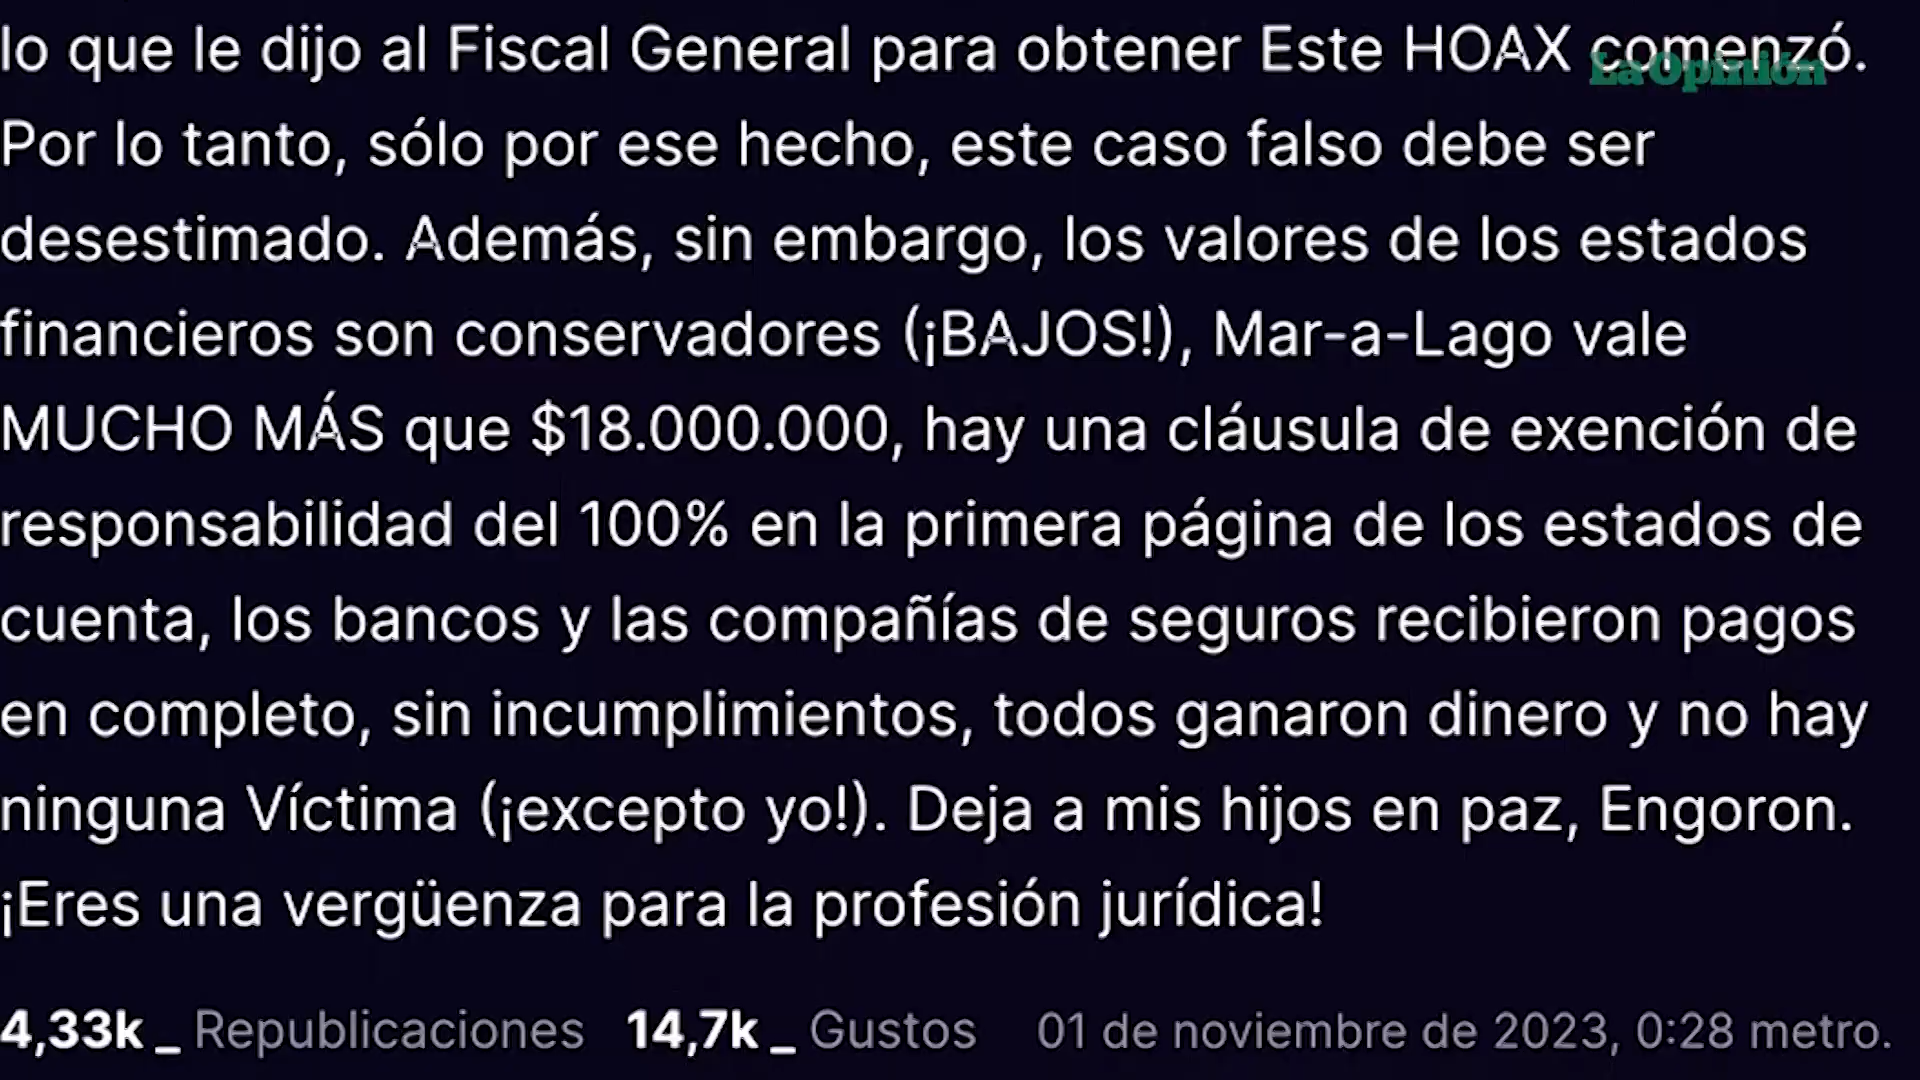 lo que le dijo al Fiscal General para obtener Este HOAX comenzó.
La Opinión
Por lo tanto, sólo por ese hecho, este caso falso debe ser
desestimado. Además, sin embargo, los valores de los estados
financieros son conservadores (¡BAJOS!), Mar-a-Lago vale
MUCHO MÁS que $18.000.000, hay una cláusula de exención de
responsabilidad del 100% en la primera página de los estados de
cuenta, los bancos y las compañías de seguros recibieron pagos
en completo, sin incumplimientos, todos ganaron dinero y no hay
ninguna Víctima (¡excepto yo!). Deja a mis hijos en paz, Engoron.
¡Eres una vergüenza para la profesión jurídica!
4,33k _ Republicaciones 14,7k _ Gustos 01 de noviembre de 2023, 0:28 metro.